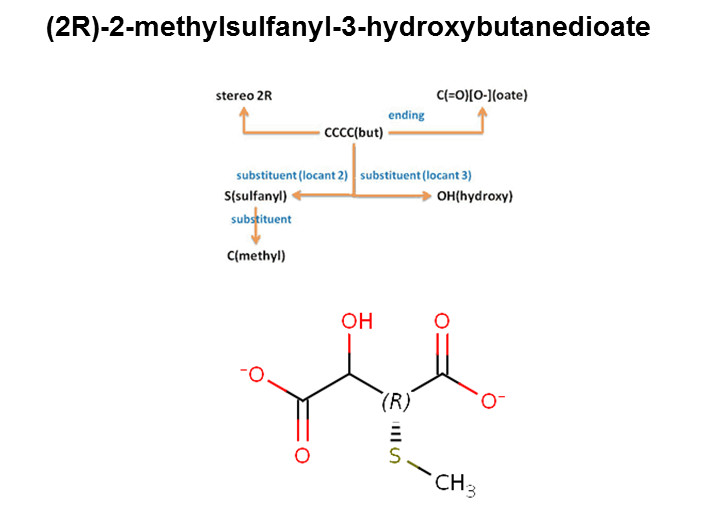 (2R)-2-methylsulfanyl-3-hydroxybutanedioate
stereo 2R
C(=O)[O-](oate)
ending
CCCC(but)
substituent (locant 2)
substituent (locant 3)
S(sulfanyl)
OH(hydroxy)
substituent
C(methyl)
OH
O
⁻O
(R)
O⁻
O
S
CH₃